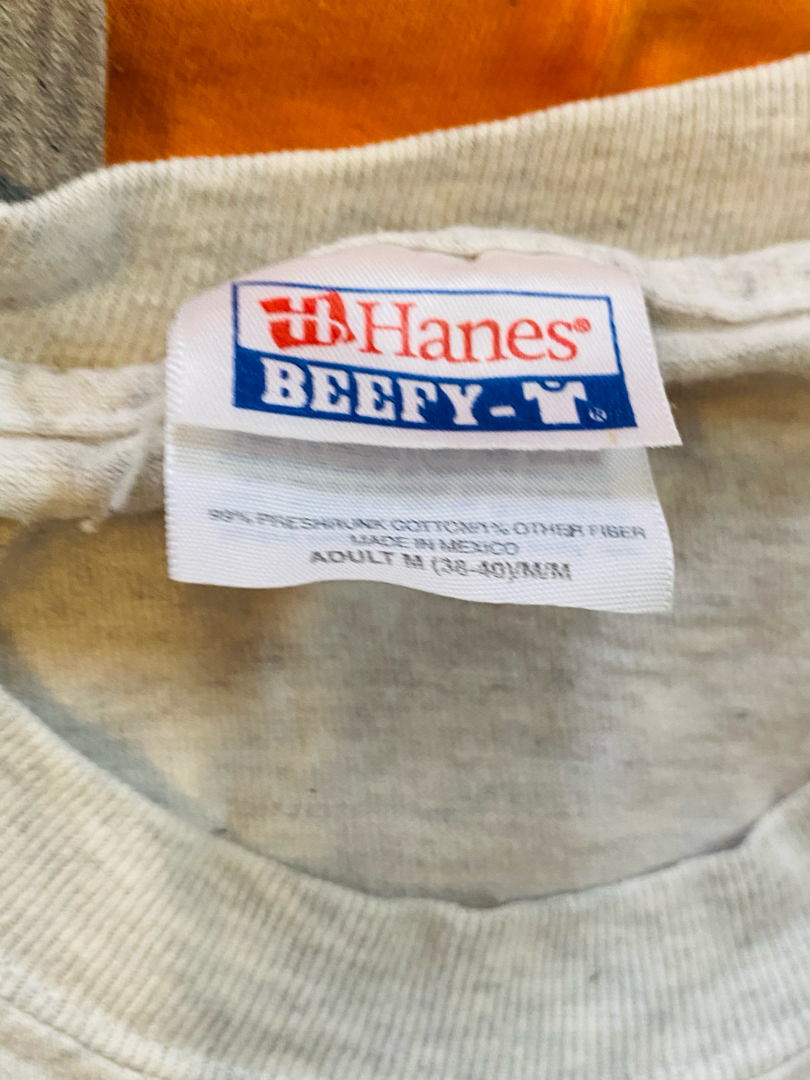 Hanes®
BEEFY-T®
99% PRESHRUNK COTTON/1% OTHER FIBER
MADE IN MEXICO
ADULT M (38-40)/M/M